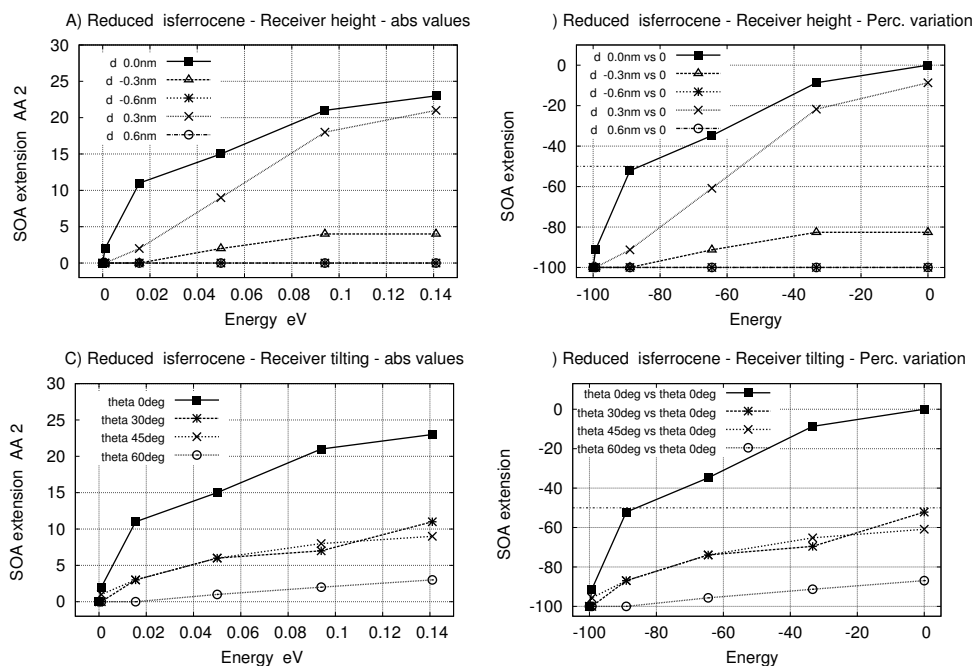 A) Reduced isferrocene - Receiver height - abs values
SOA extension AA 2
30
25
20
15
10
5
0
d 0.0nm
d -0.3nm
d -0.6nm
d 0.3nm
d 0.6nm
0 0.02 0.04 0.06 0.08 0.1 0.12 0.14
Energy eV
) Reduced isferrocene - Receiver height - Perc. variation
SOA extension
0
-20
-40
-60
-80
-100
d 0.0nm vs 0
d -0.3nm vs 0
d -0.6nm vs 0
d 0.3nm vs 0
d 0.6nm vs 0
-100 -80 -60 -40 -20 0
Energy
C) Reduced isferrocene - Receiver tilting - abs values
SOA extension AA 2
30
25
20
15
10
5
0
theta 0deg
theta 30deg
theta 45deg
theta 60deg
0 0.02 0.04 0.06 0.08 0.1 0.12 0.14
Energy eV
) Reduced isferrocene - Receiver tilting - Perc. variation
SOA extension
0
-20
-40
-60
-80
-100
theta 0deg vs theta 0deg
theta 30deg vs theta 0deg
theta 45deg vs theta 0deg
theta 60deg vs theta 0deg
-100 -80 -60 -40 -20 0
Energy